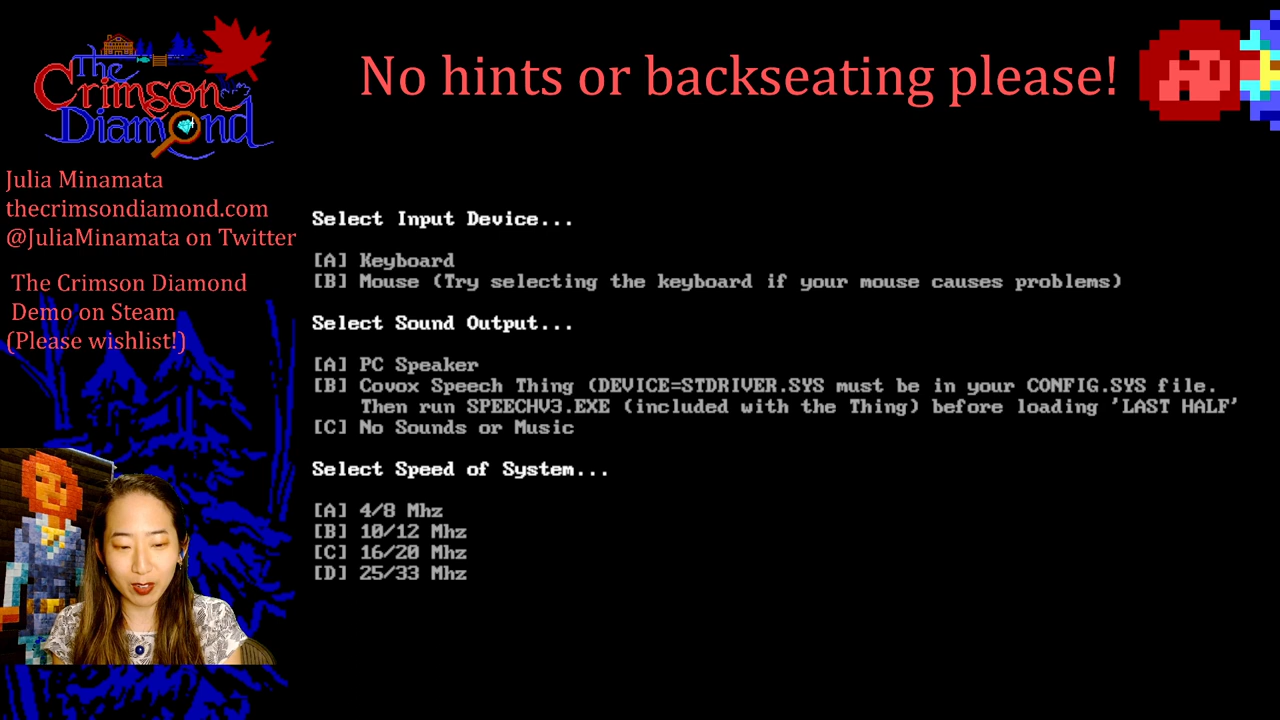 The
Crimson
Diamond
No hints or backseating please!
Julia Minamata
thecrimsondiamond.com
@JuliaMinamata on Twitter
The Crimson Diamond
Demo on Steam
(Please wishlist!)
Select Input Device...
[A] Keyboard
[B] Mouse (Try selecting the keyboard if your mouse causes problems)
Select Sound Output...
[A] PC Speaker
[B] Covox Speech Thing (DEVICE=STDRIVER.SYS must be in your CONFIG.SYS file.
Then run SPEECHV3.EXE (included with the Thing) before loading 'LAST HALF'
[C] No Sounds or Music
Select Speed of System...
[A] 4/8 Mhz
[B] 10/12 Mhz
[C] 16/20 Mhz
[D] 25/33 Mhz